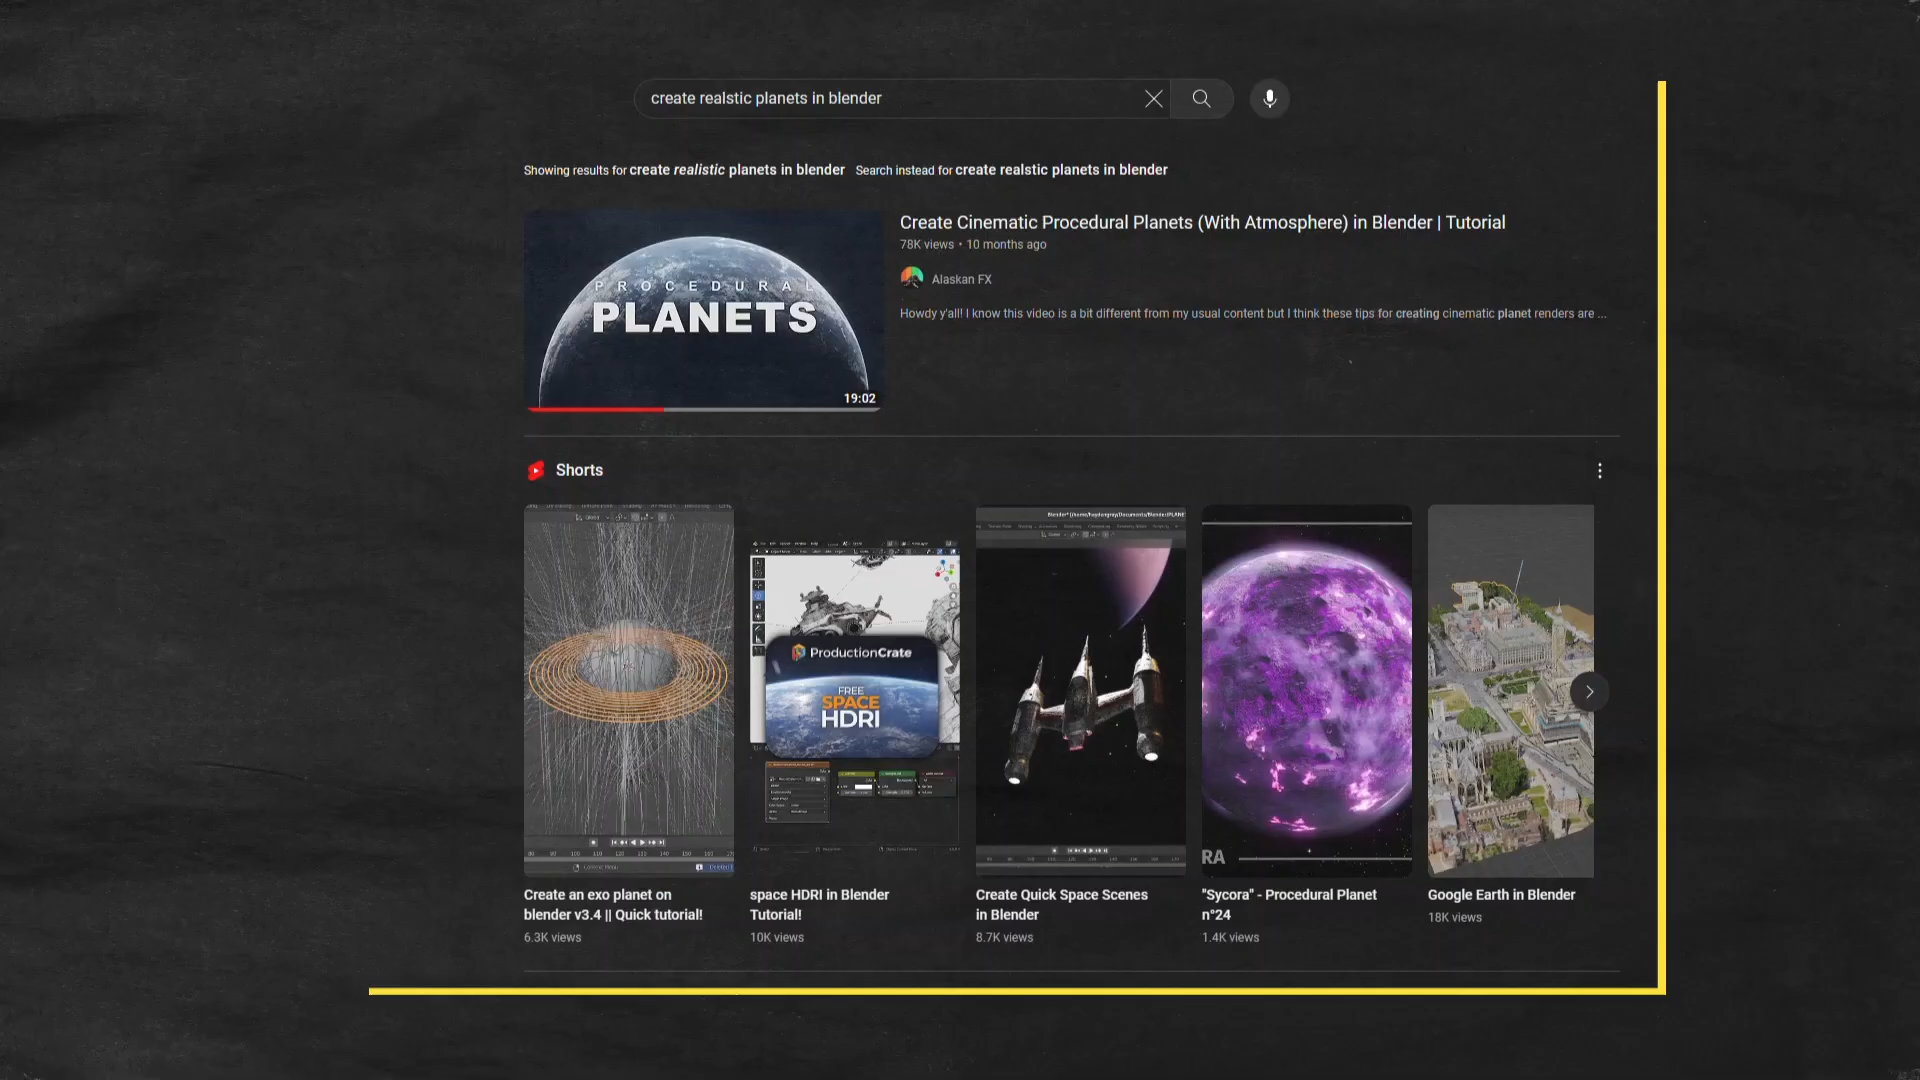 create realstic planets in blender
Showing results for create realistic planets in blender Search instead for create realstic planets in blender
PROCEDURAL
PLANETS
19:02
Create Cinematic Procedural Planets (With Atmosphere) in Blender | Tutorial
78K views • 10 months ago
Alaskan FX
Howdy y'all! I know this video is a bit different from my usual content but I think these tips for creating cinematic planet renders are ...
Shorts
ProductionCrate
FREE
SPACE
HDRI
RA
Create an exo planet on
blender v3.4 || Quick tutorial!
6.3K views
space HDRI in Blender
Tutorial!
10K views
Create Quick Space Scenes
in Blender
8.7K views
"Sycora" - Procedural Planet
n°24
1.4K views
Google Earth in Blender
18K views